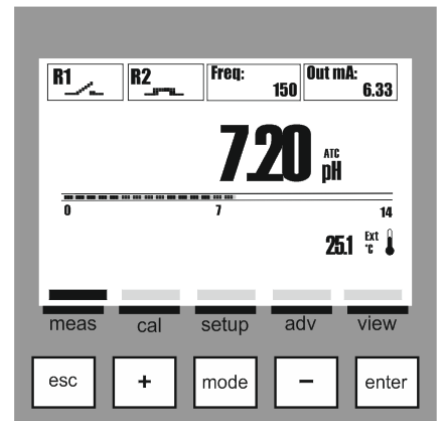 R1 R2 Freq: Out mA:
150 6.33
7.20 ATC pH
0 7 14
25.1 Ext °C
meas cal setup adv view
esc + mode - enter